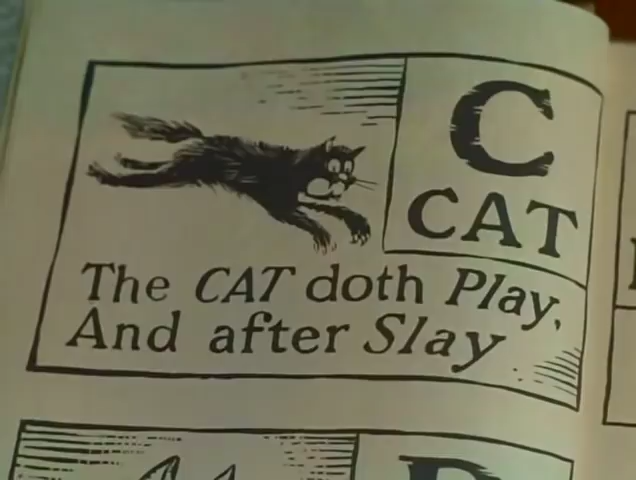 C
CAT
The CAT doth Play,
And after Slay